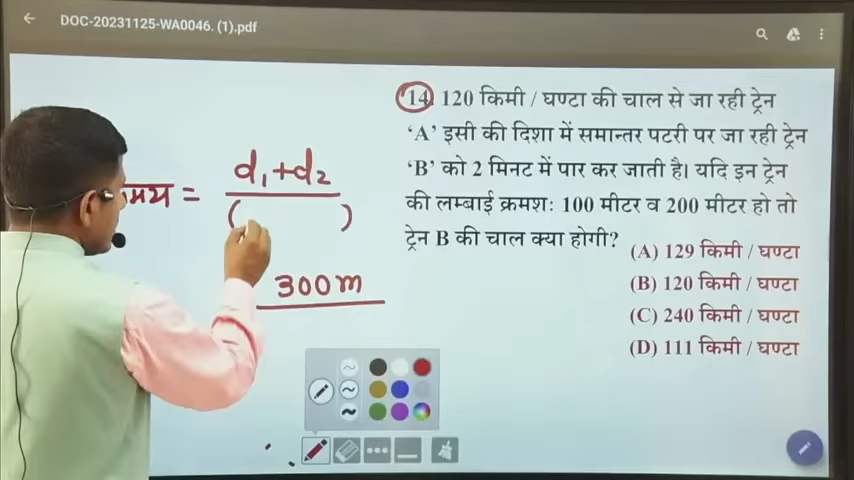 DOC-20231125-WA0046. (1).pdf
14. 120 किमी / घण्टा की चाल से जा रही ट्रेन
‘A’ इसी की दिशा में समान्तर पटरी पर जा रही ट्रेन
‘B’ को 2 मिनट में पार कर जाती है। यदि इन ट्रेन
की लम्बाई क्रमशः 100 मीटर व 200 मीटर हो तो
ट्रेन B की चाल क्या होगी?
(A) 129 किमी / घण्टा
(B) 120 किमी / घण्टा
(C) 240 किमी / घण्टा
(D) 111 किमी / घण्टा
= d₁+d₂
( )
300m